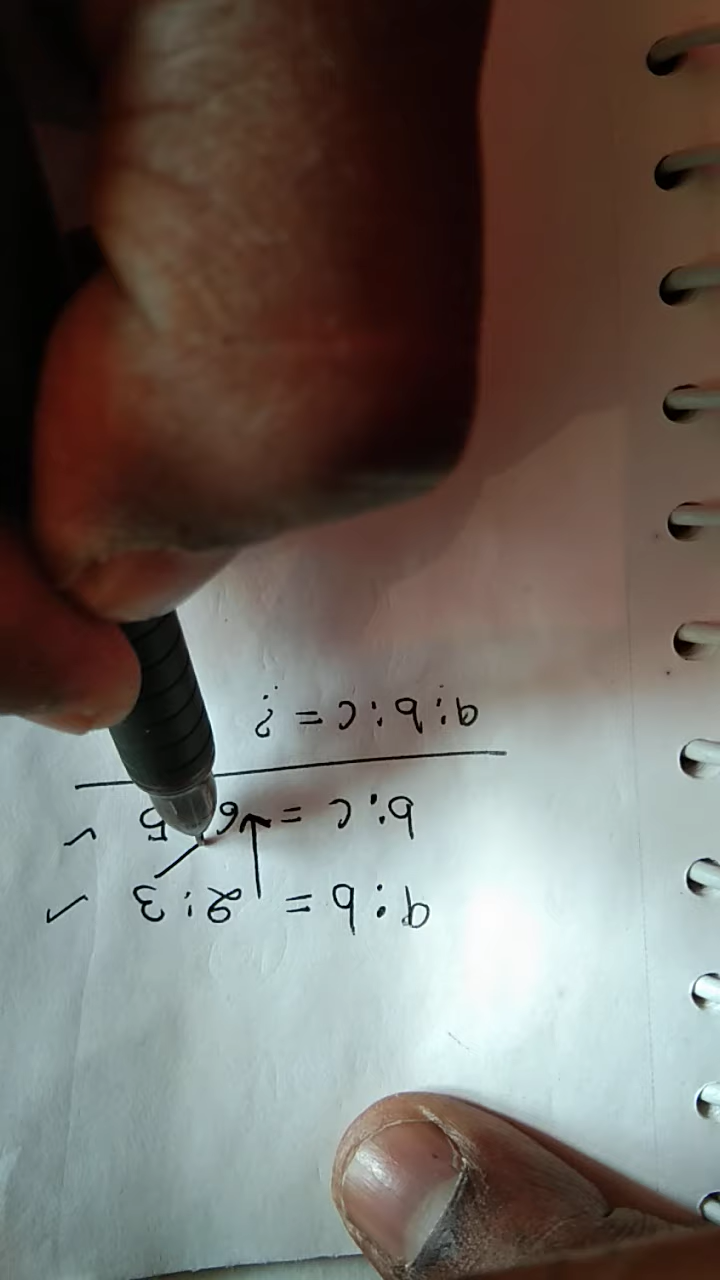 a:b = 2:3 ✓
b:c = 6:5 ✓
a:b:c = ?